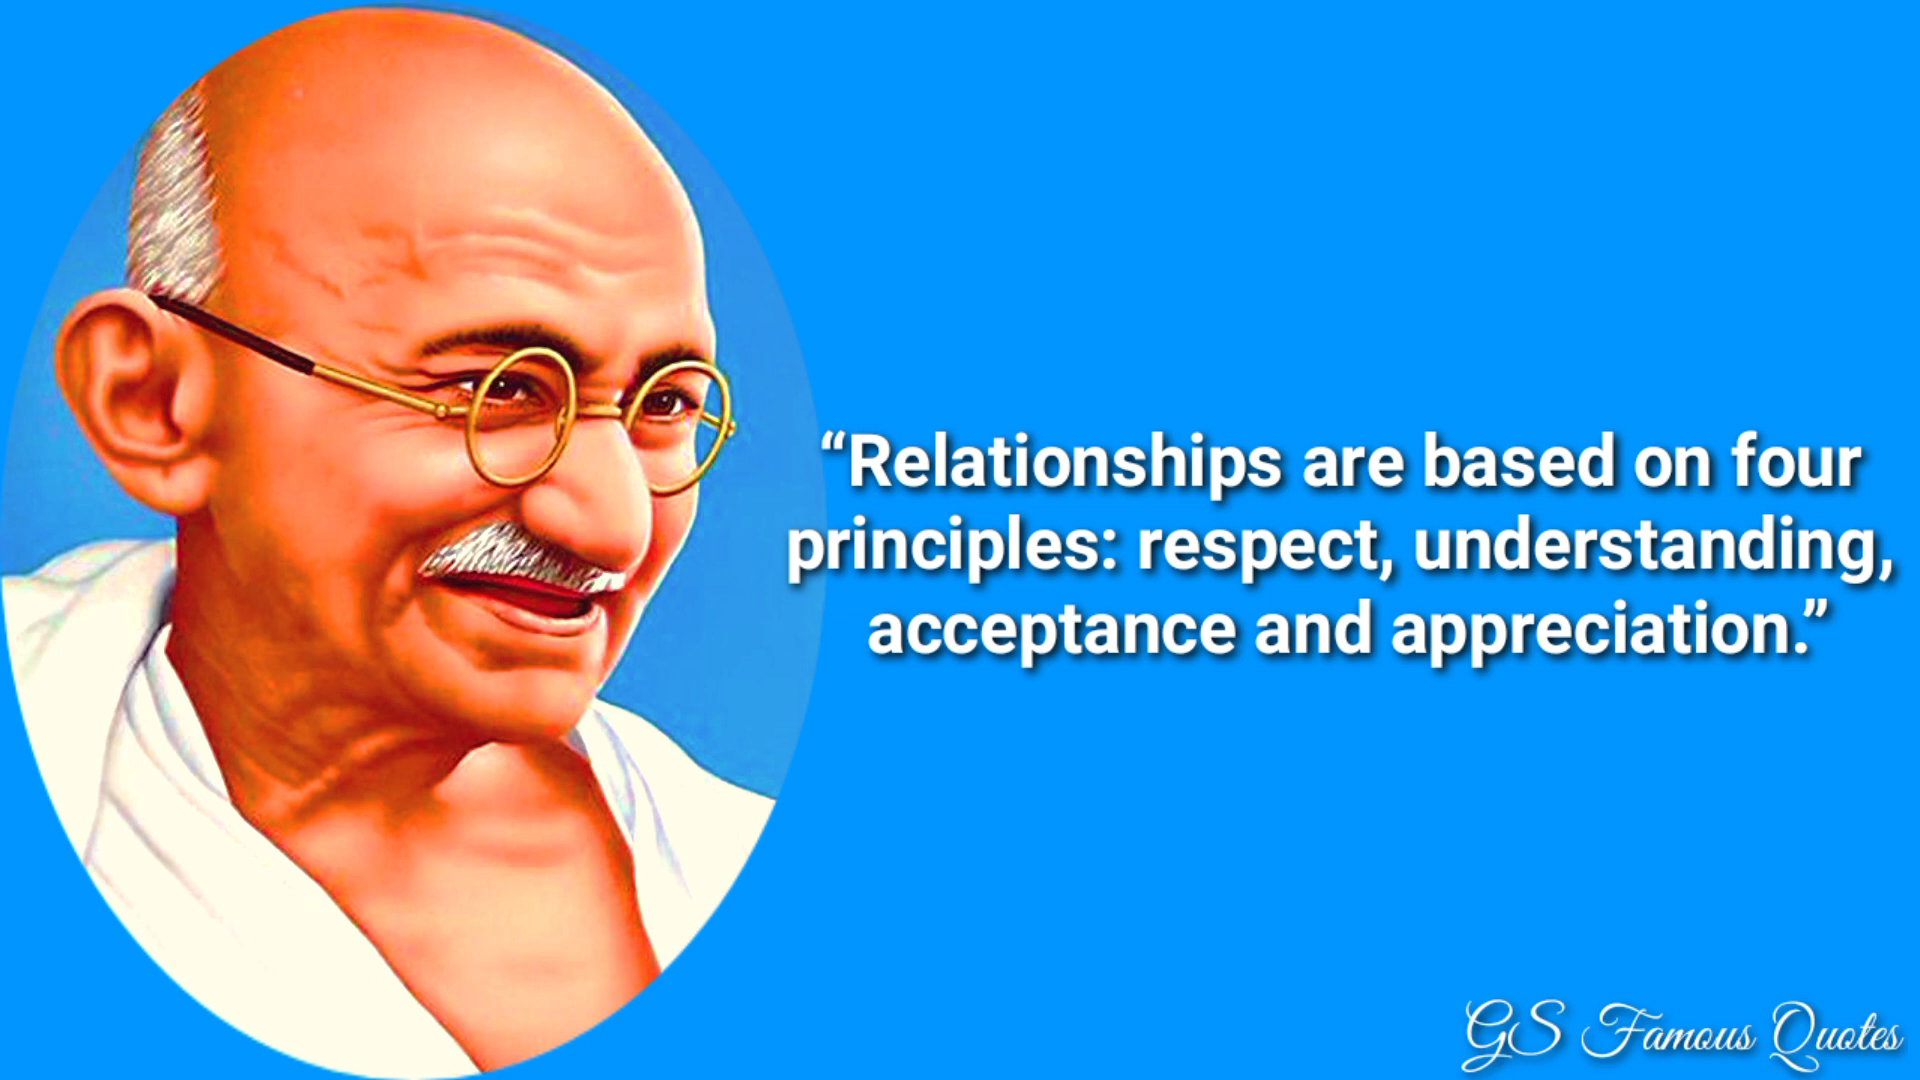 “Relationships are based on four
principles: respect, understanding,
acceptance and appreciation.”
GS Famous Quotes